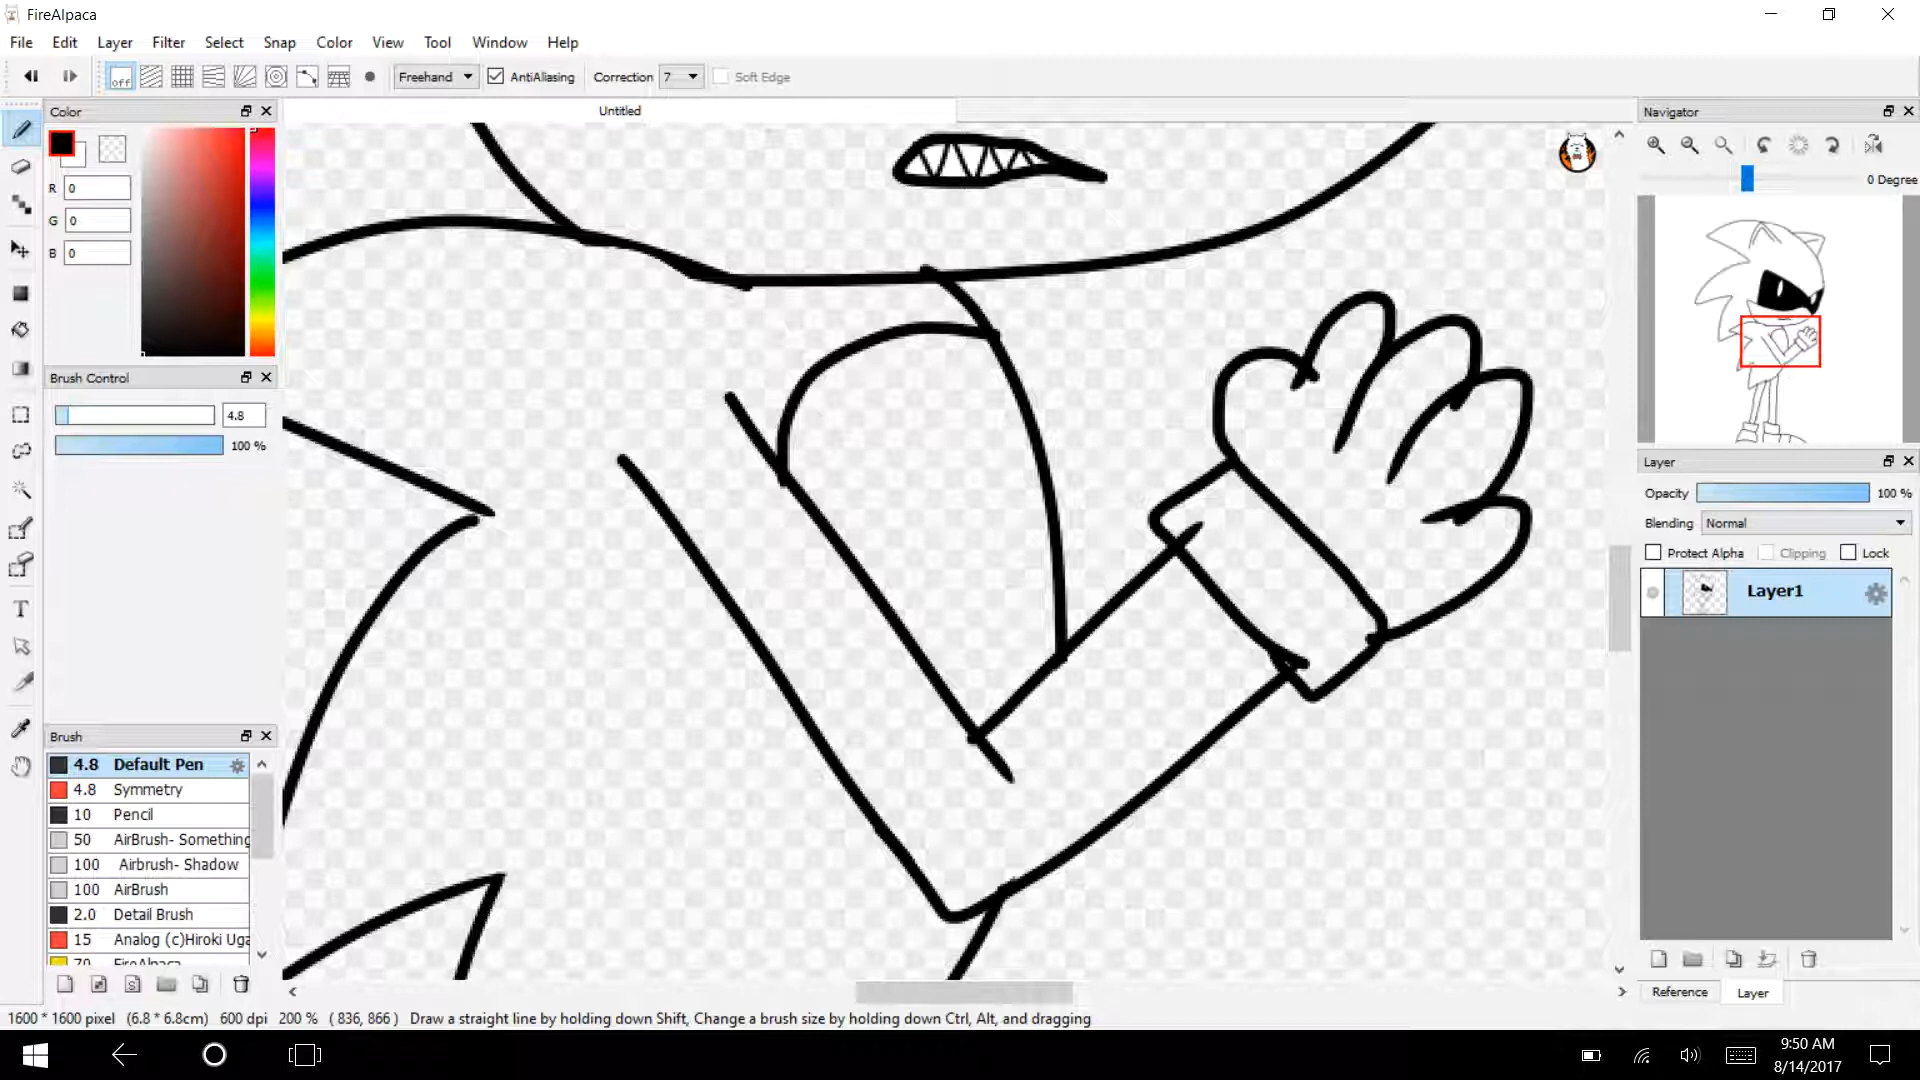 FireAlpaca
File Edit Layer Filter Select Snap Color View Tool Window Help
off Freehand AntiAliasing Correction 7 Soft Edge
Color
Untitled
Navigator
R 0
G 0
B 0
0 Degree
Brush Control
4.8
100 %
Layer
Opacity 100 %
Blending Normal
Protect Alpha Clipping Lock
Layer1
Brush
4.8 Default Pen
4.8 Symmetry
10 Pencil
50 AirBrush- Something
100 Airbrush- Shadow
100 AirBrush
2.0 Detail Brush
15 Analog (c)Hiroki Uga
70 FireAlpaca
Reference Layer
1600 * 1600 pixel (6.8 * 6.8cm) 600 dpi 200 % ( 836, 866 ) Draw a straight line by holding down Shift, Change a brush size by holding down Ctrl, Alt, and dragging
9:50 AM
8/14/2017